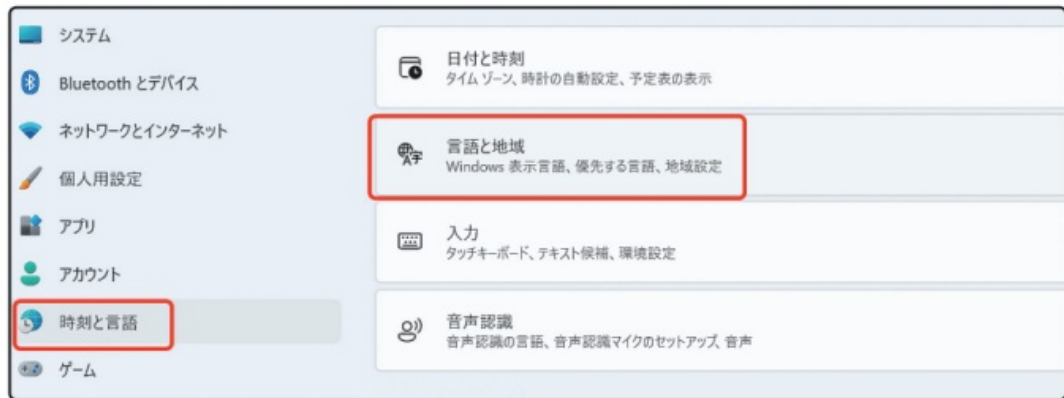 システム
Bluetooth とデバイス
ネットワークとインターネット
個人用設定
アプリ
アカウント
時刻と言語
ゲーム
日付と時刻
タイム ゾーン、時計の自動設定、予定表の表示
言語と地域
Windows 表示言語、優先する言語、地域設定
入力
タッチキーボード、テキスト候補、環境設定
音声認識
音声認識の言語、音声認識マイクのセットアップ、音声